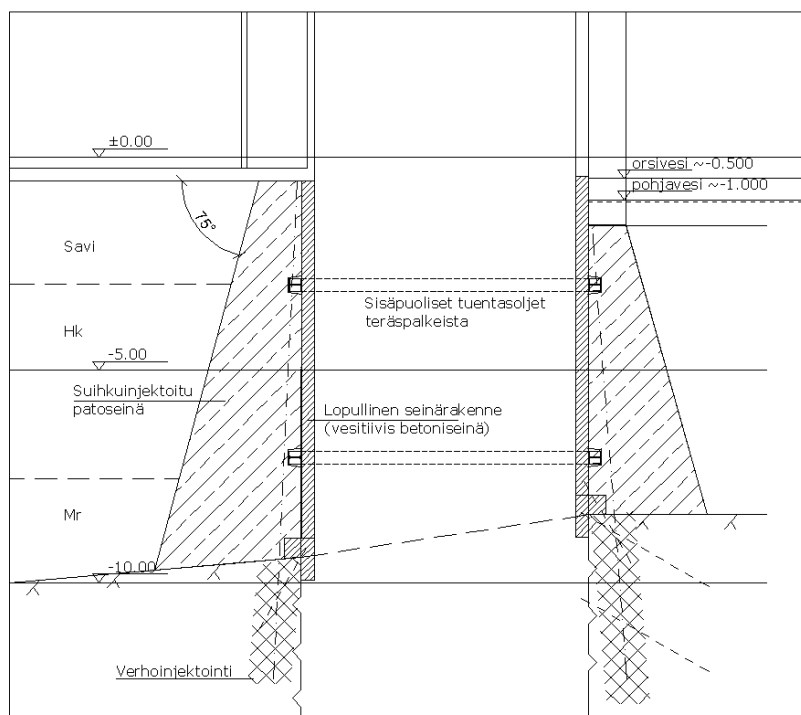 ±0.00
orsivesi ~-0.500
pohjavesi ~-1.000
75°
Savi
Sisäpuoliset tuentasoljet
teräspalkeista
Hk
-5.00
Suihkuinjektoitu
patoseinä
Lopullinen seinärakenne
(vesitiivis betoniseinä)
Mr
-10.00
Verhoinjektointi